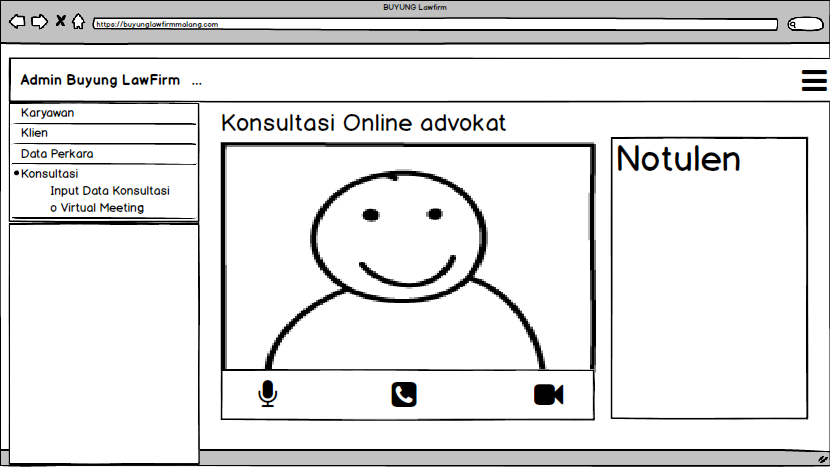 BUYUNG Lawfirm
https://buyunglawfirmmalang.com
Admin Buyung LawFirm ...
Karyawan
Klien
Data Perkara
Konsultasi
Input Data Konsultasi
o Virtual Meeting
Konsultasi Online advokat
Notulen